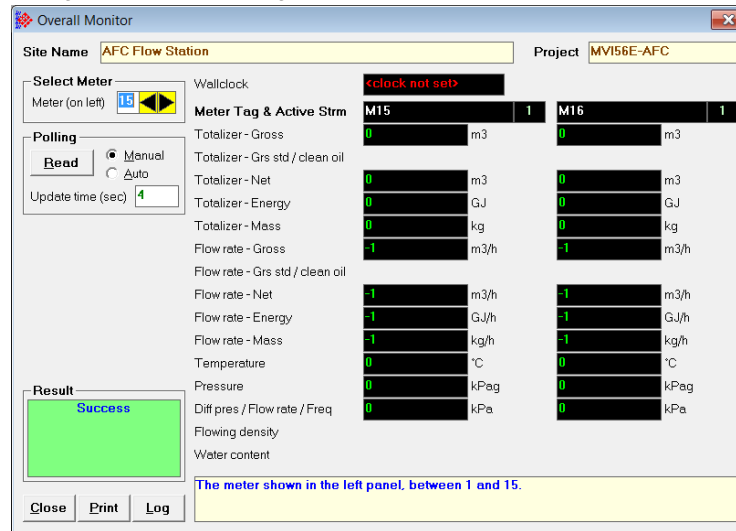 Overall Monitor
Site Name AFC Flow Station Project MVI56E-AFC
Select Meter
Meter (on left) 15
Polling
Read Manual
Auto
Update time (sec) 4
Wallclock <clock not set>
Meter Tag & Active Strm M15 1 M16 1
Totalizer - Gross 0 m3 0 m3
Totalizer - Grs std / clean oil
Totalizer - Net 0 m3 0 m3
Totalizer - Energy 0 GJ 0 GJ
Totalizer - Mass 0 kg 0 kg
Flow rate - Gross -1 m3/h -1 m3/h
Flow rate - Grs std / clean oil
Flow rate - Net -1 m3/h -1 m3/h
Flow rate - Energy -1 GJ/h -1 GJ/h
Flow rate - Mass -1 kg/h -1 kg/h
Temperature 0 °C 0 °C
Pressure 0 kPag 0 kPag
Diff pres / Flow rate / Freq 0 kPa 0 kPa
Flowing density
Water content
Result
Success
The meter shown in the left panel, between 1 and 15.
Close Print Log